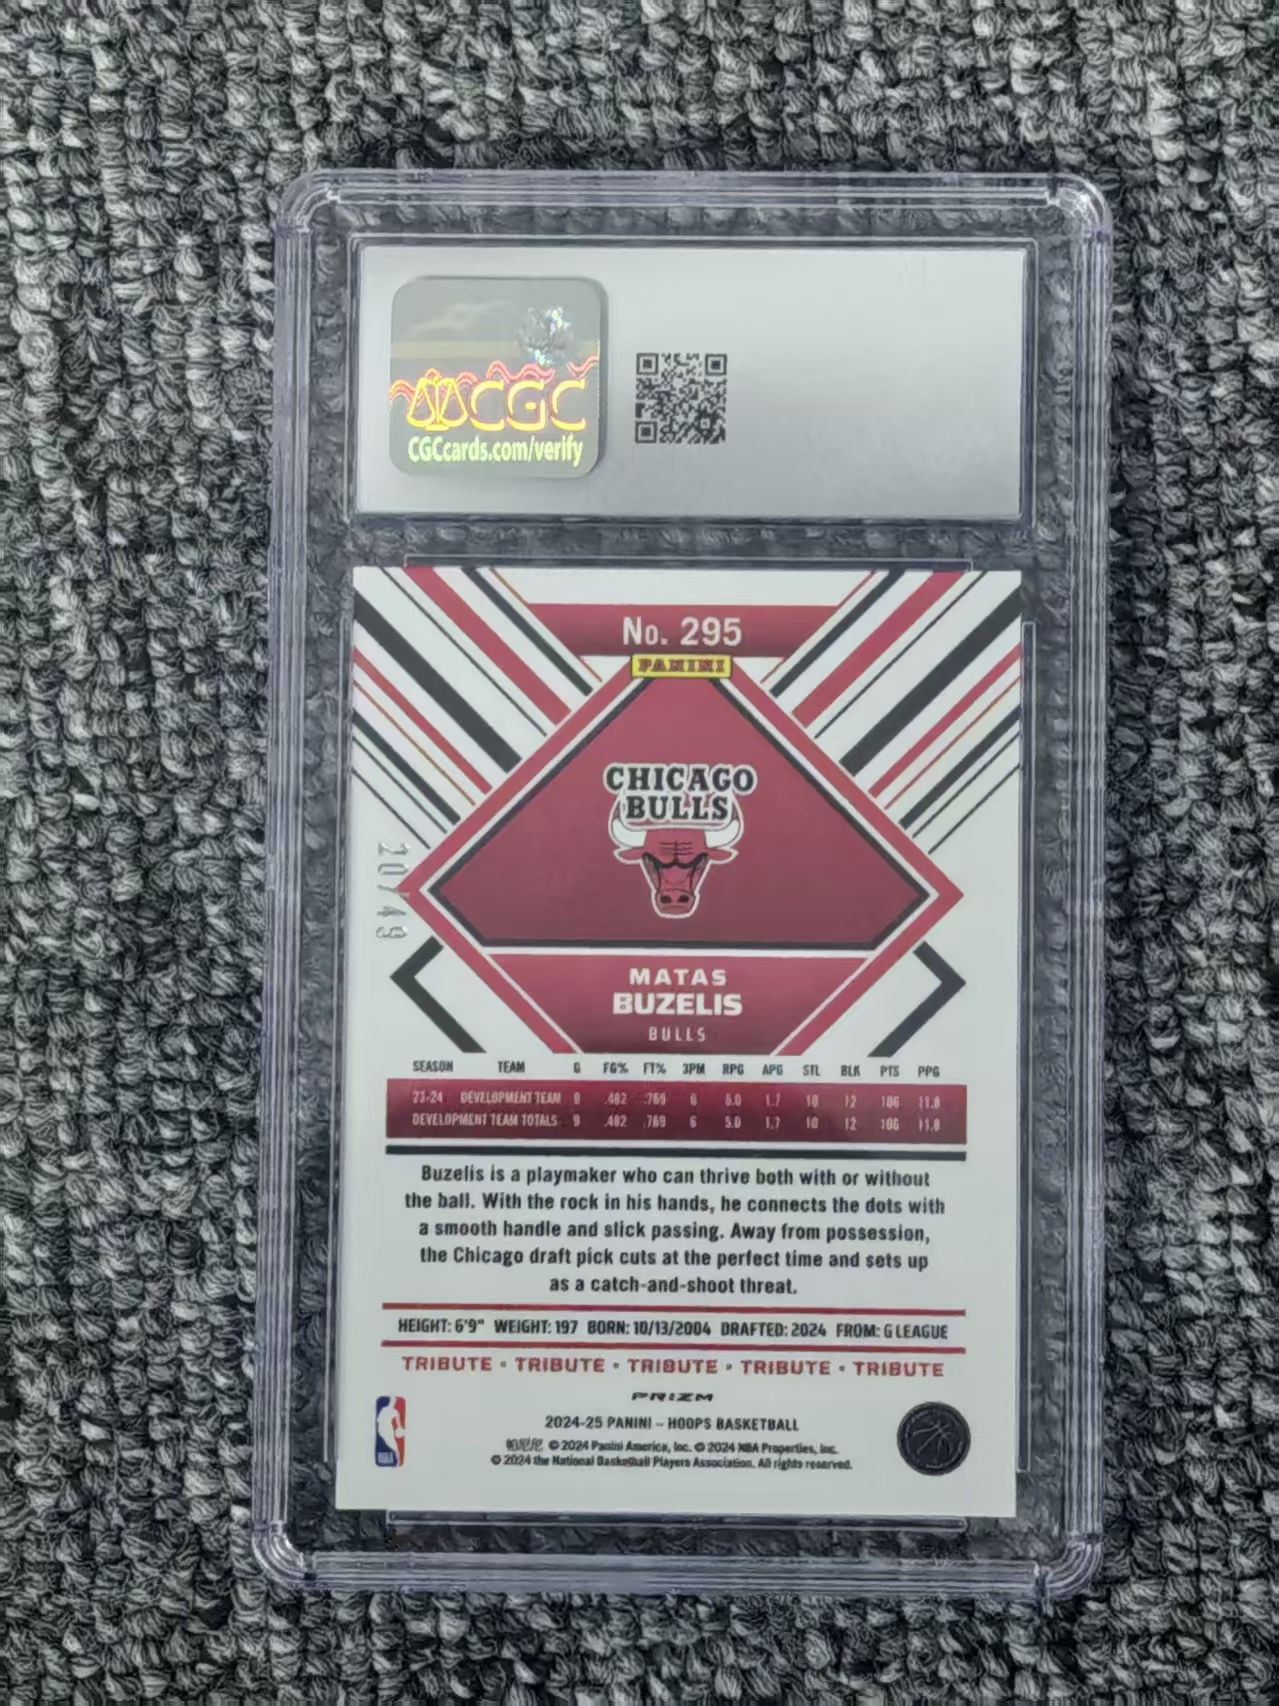 CGC
CGCcards.com/verify
No. 295
PANINI
CHICAGO
BULLS
20/49
MATAS
BUZELIS
BULLS
SEASON TEAM G FG% FT% 3PM RPG APG STL BLK PTS PPG
23-24 DEVELOPMENT TEAM .482 .769 6 5.0 1.7 10 12 106 11.8
DEVELOPMENT TEAM TOTALS 9 .482 .769 6 5.0 1.7 10 12 106 11.8
Buzelis is a playmaker who can thrive both with or without
the ball. With the rock in his hands, he connects the dots with
a smooth handle and slick passing. Away from possession,
the Chicago draft pick cuts at the perfect time and sets up
as a catch-and-shoot threat.
HEIGHT: 6'9" WEIGHT: 197 BORN: 10/13/2004 DRAFTED: 2024 FROM: G LEAGUE
TRIBUTE • TRIBUTE • TRIBUTE • TRIBUTE • TRIBUTE
PRIZM
2024-25 PANINI – HOOPS BASKETBALL
帕尼尼 © 2024 Panini America, Inc. © 2024 NBA Properties, Inc.
© 2024 the National Basketball Players Association. All rights reserved.
NBA